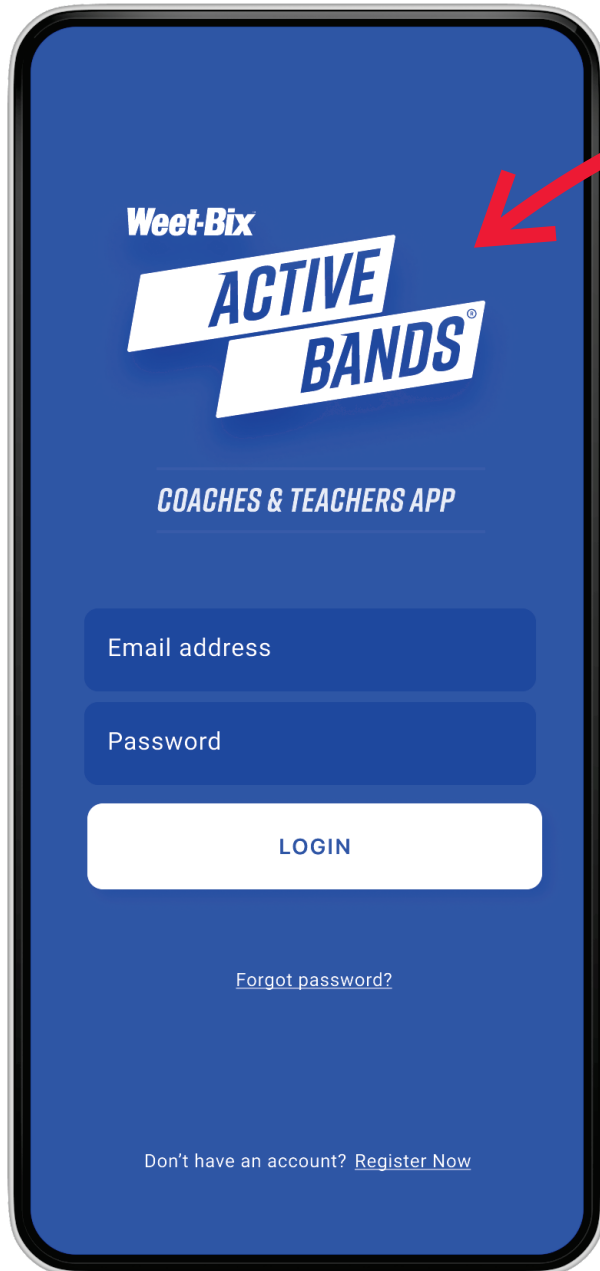 Weet-Bix
ACTIVE
BANDS®
COACHES & TEACHERS APP
Email address
Password
LOGIN
Forgot password?
Don’t have an account? Register Now